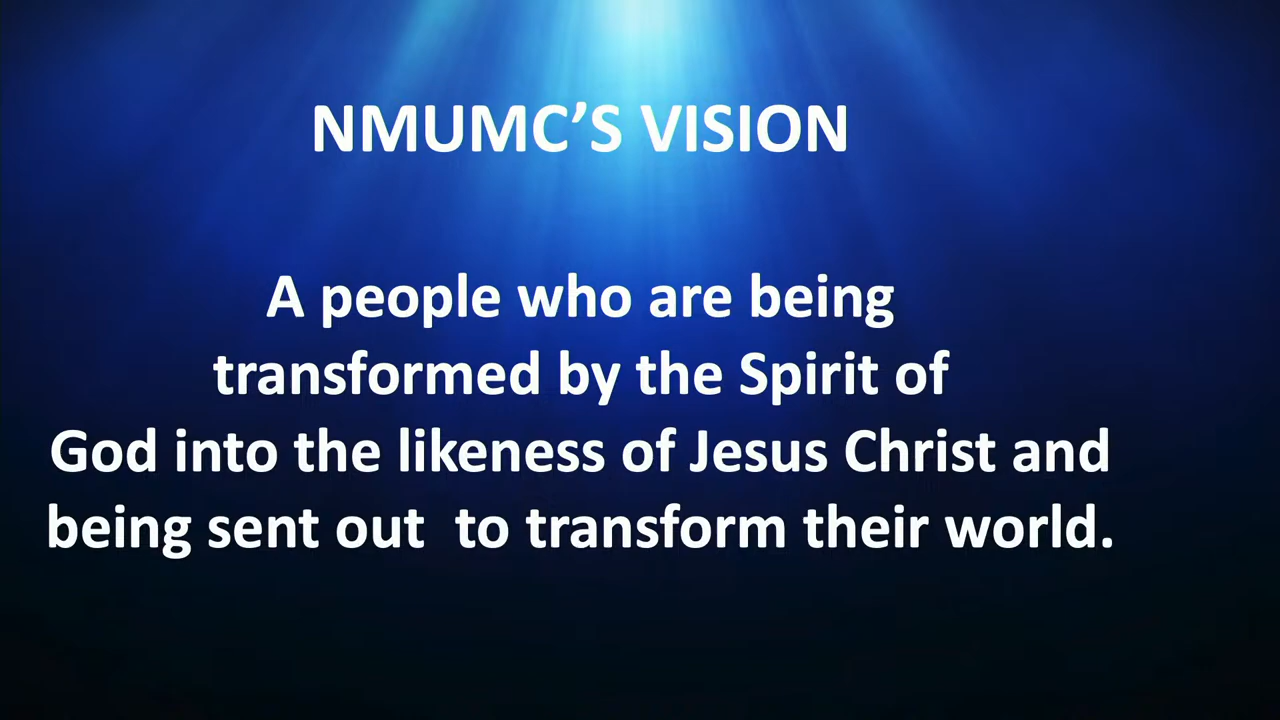 NMUMC’S VISION
A people who are being
transformed by the Spirit of
God into the likeness of Jesus Christ and
being sent out  to transform their world.